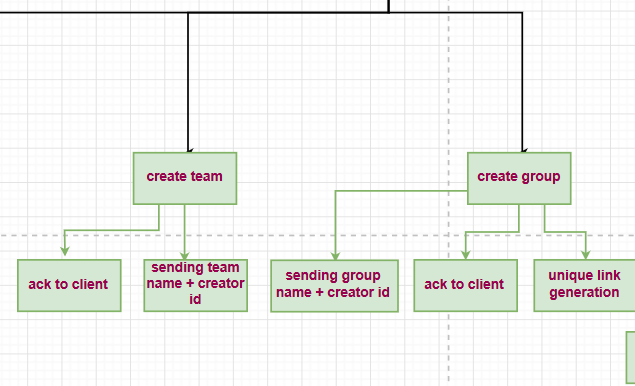 create team
create group
ack to client
sending team
name + creator
id
sending group
name + creator id
ack to client
unique link
generation